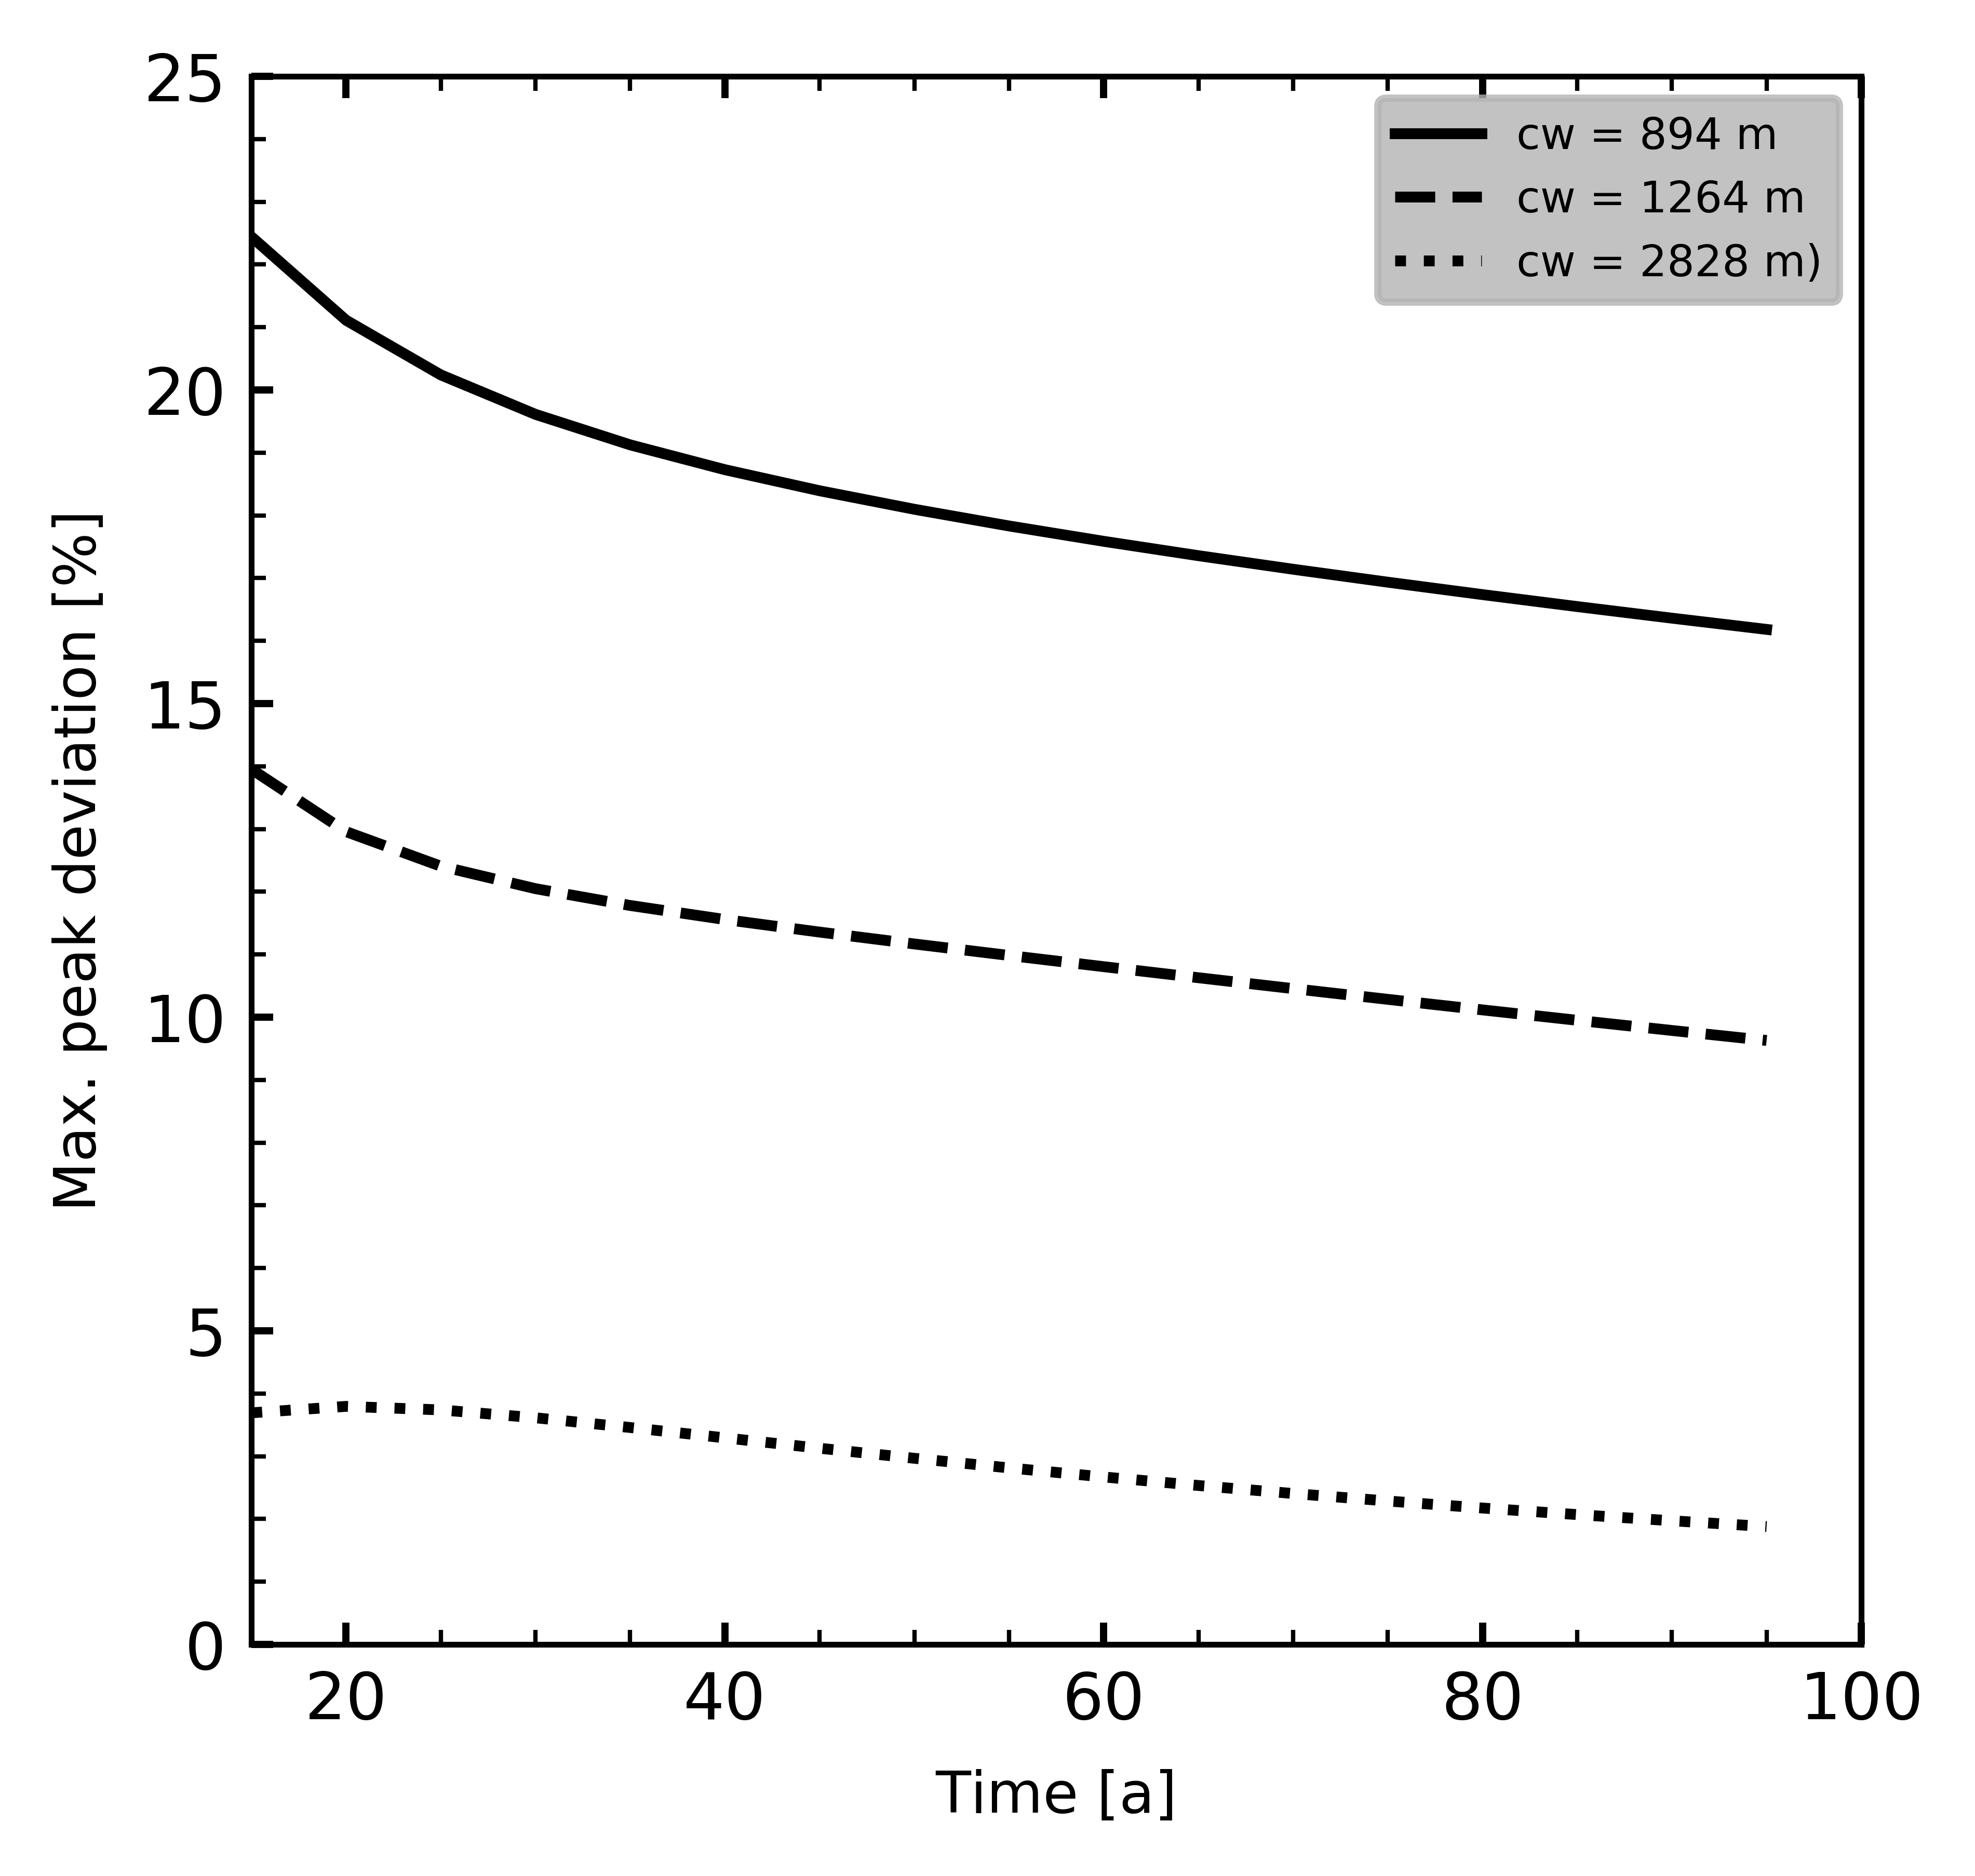 25
20
15
10
5
0
Max. peak deviation [%]
cw = 894 m
cw = 1264 m
cw = 2828 m)
20 40 60 80 100
Time [a]